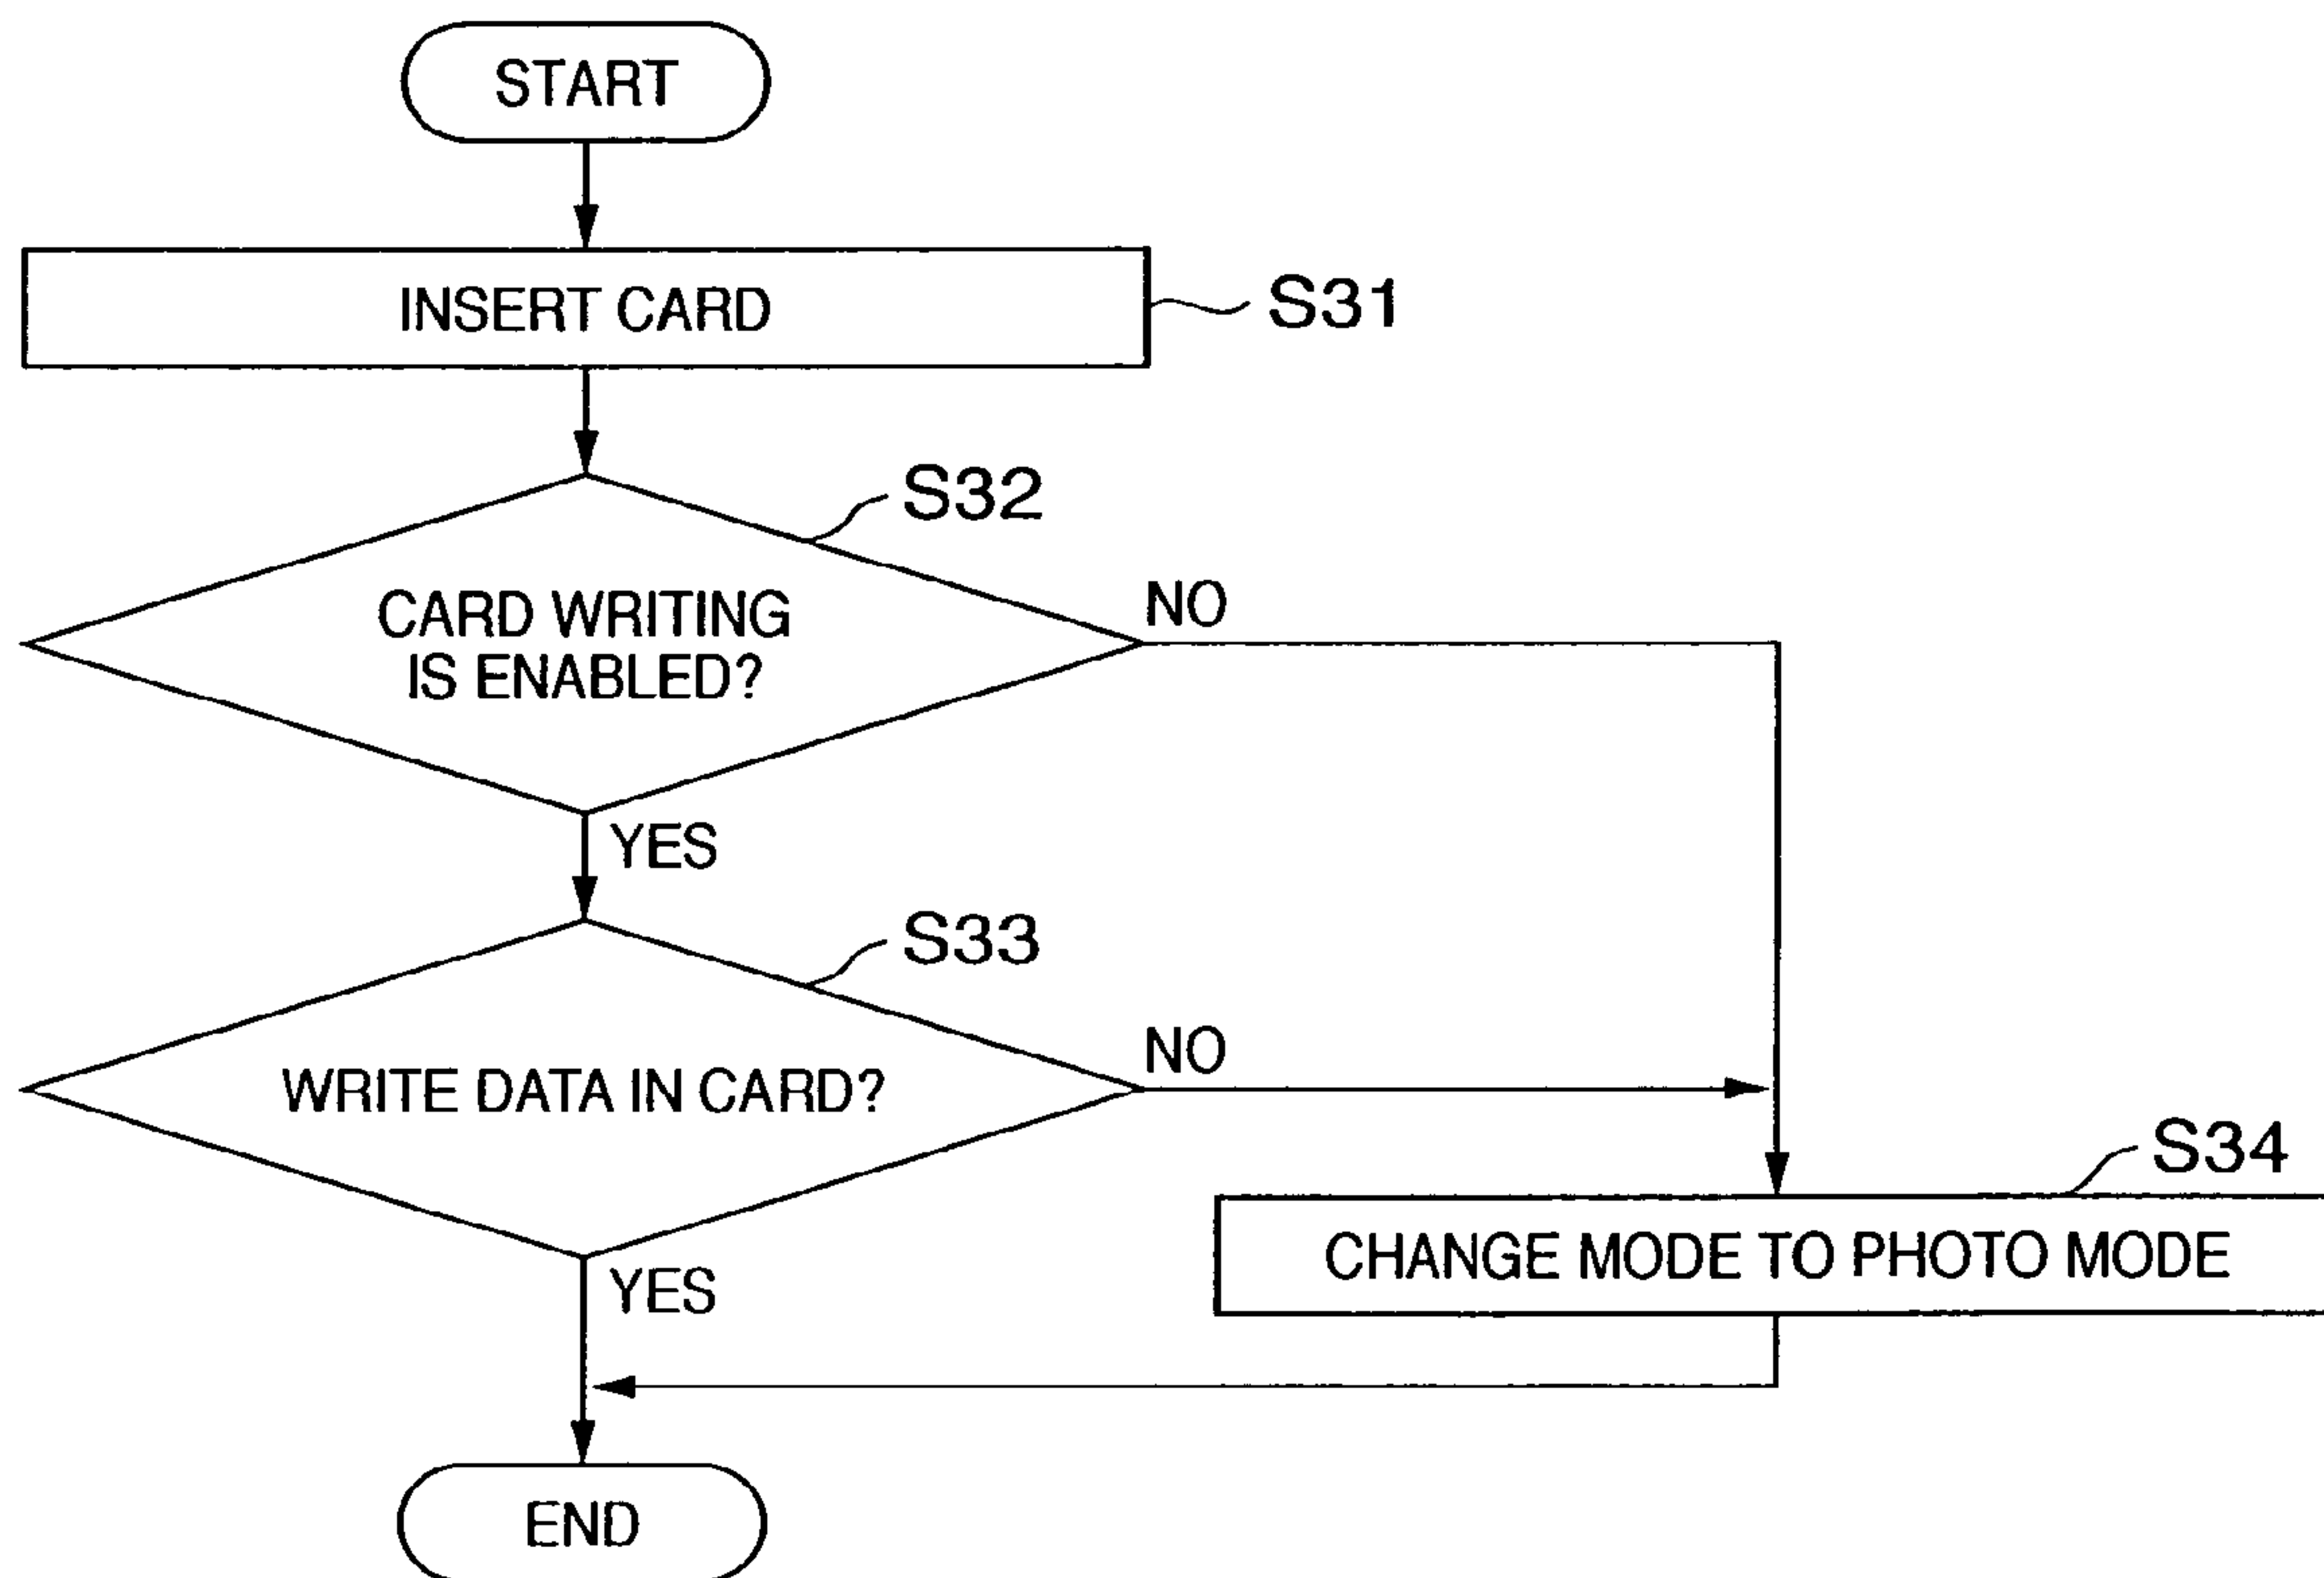 START
INSERT CARD
S31
S32
CARD WRITING
IS ENABLED?
NO
YES
S33
WRITE DATA IN CARD?
NO
YES
S34
CHANGE MODE TO PHOTO MODE
END